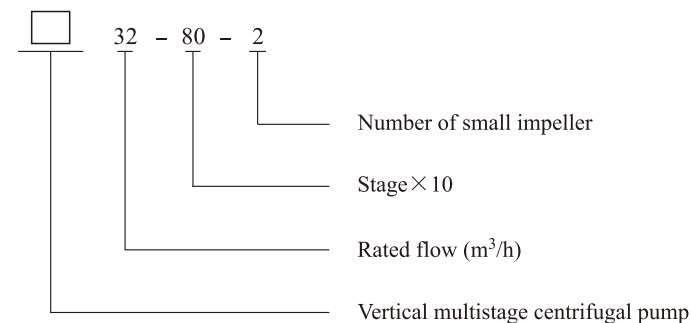 32 – 80 – 2
Number of small impeller
Stage×10
Rated flow (m³/h)
Vertical multistage centrifugal pump